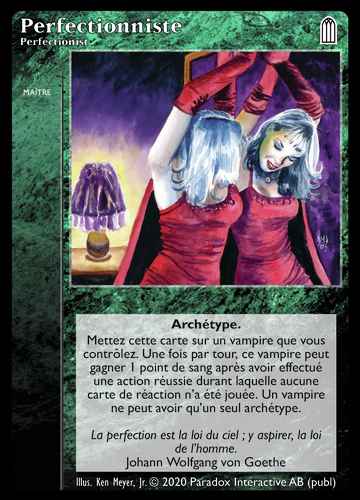 Perfectionniste
Perfectionist
MAÎTRE
Archétype.
Mettez cette carte sur un vampire que vous
contrôlez. Une fois par tour, ce vampire peut
gagner 1 point de sang après avoir effectué
une action réussie durant laquelle aucune
carte de réaction n'a été jouée. Un vampire
ne peut avoir qu'un seul archétype.
La perfection est la loi du ciel ; y aspirer, la loi
de l'homme.
Johann Wolfgang von Goethe
Illus. Ken Meyer, Jr. © 2020 Paradox Interactive AB (publ)